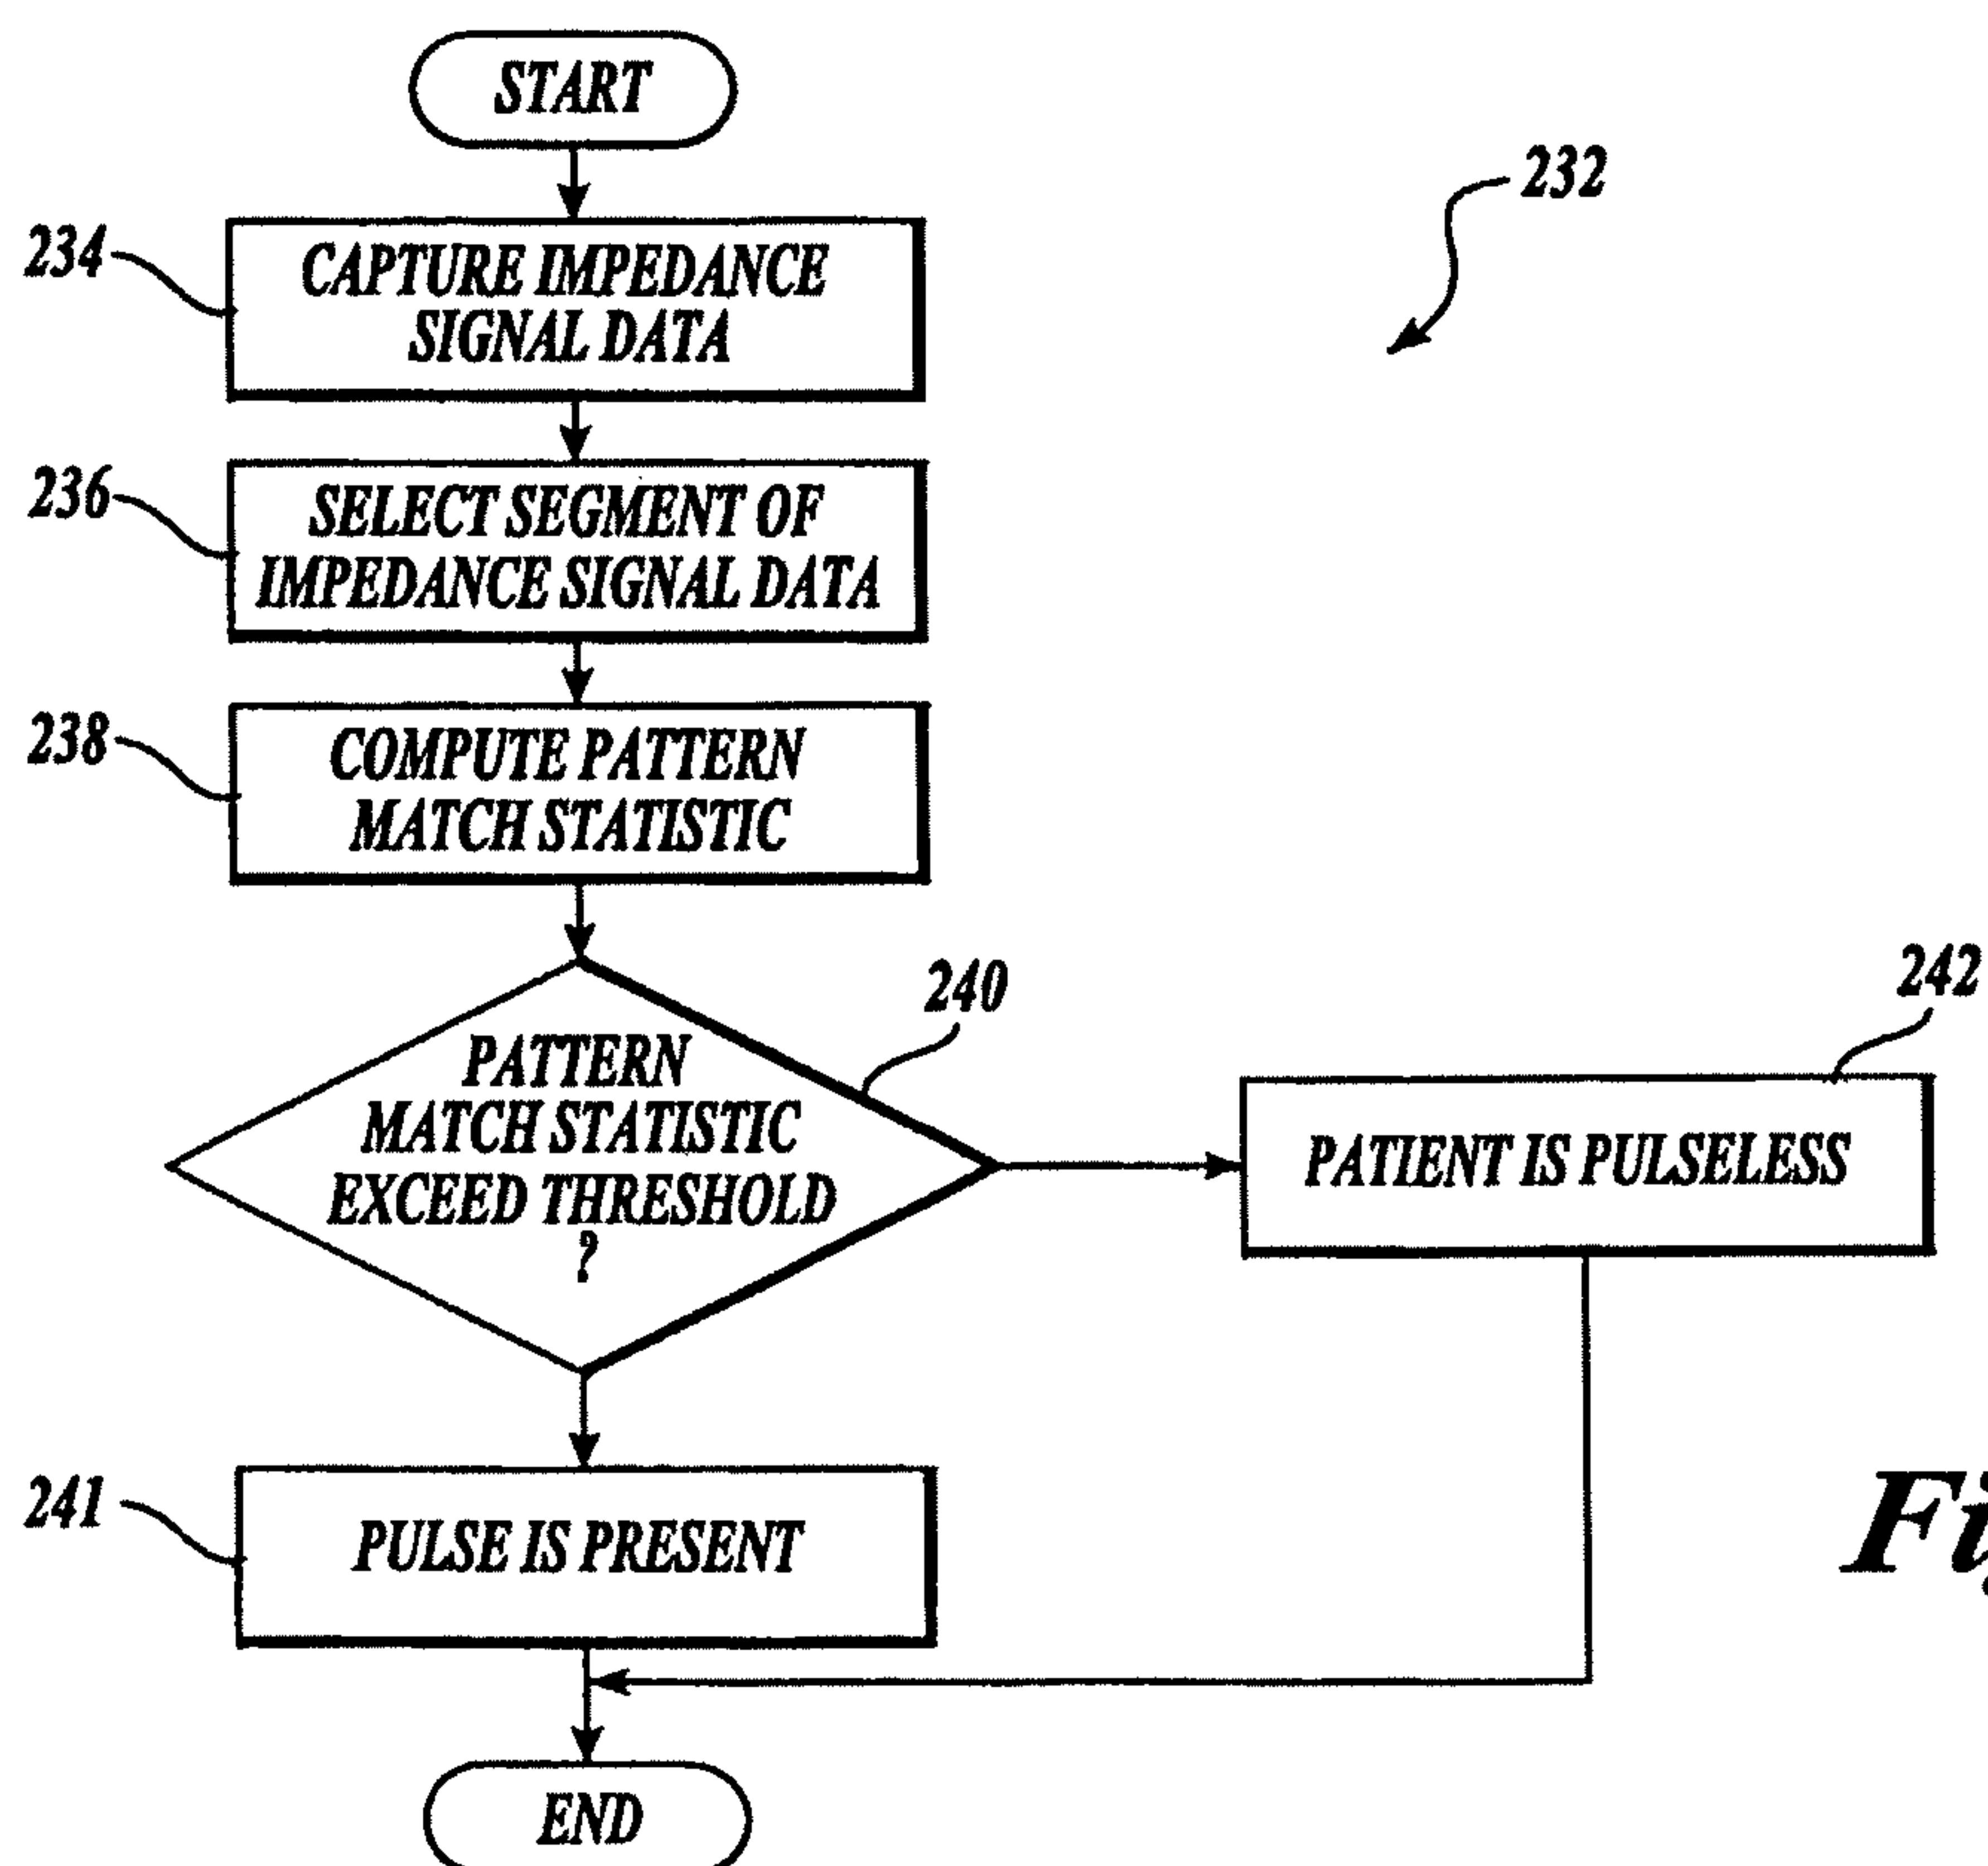 START
232
234
CAPTURE IMPEDANCE
SIGNAL DATA
236
SELECT SEGMENT OF
IMPEDANCE SIGNAL DATA
238
COMPUTE PATTERN
MATCH STATISTIC
240
242
PATTERN
MATCH STATISTIC
EXCEED THRESHOLD
?
PATIENT IS PULSELESS
241
PULSE IS PRESENT
END